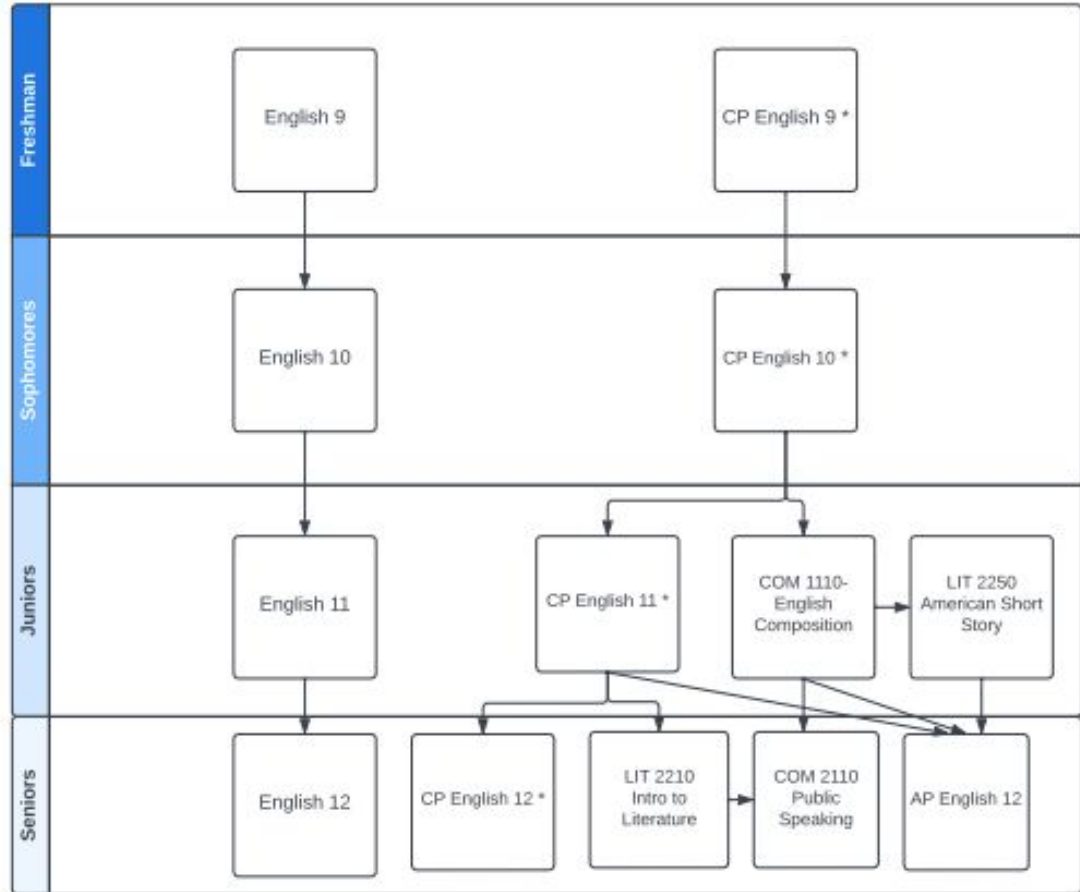 Freshman
English 9
CP English 9 *
Sophomores
English 10
CP English 10 *
Juniors
English 11
CP English 11 *
COM 1110-
English
Composition
LIT 2250
American Short
Story
Seniors
English 12
CP English 12 *
LIT 2210
Intro to
Literature
COM 2110
Public
Speaking
AP English 12